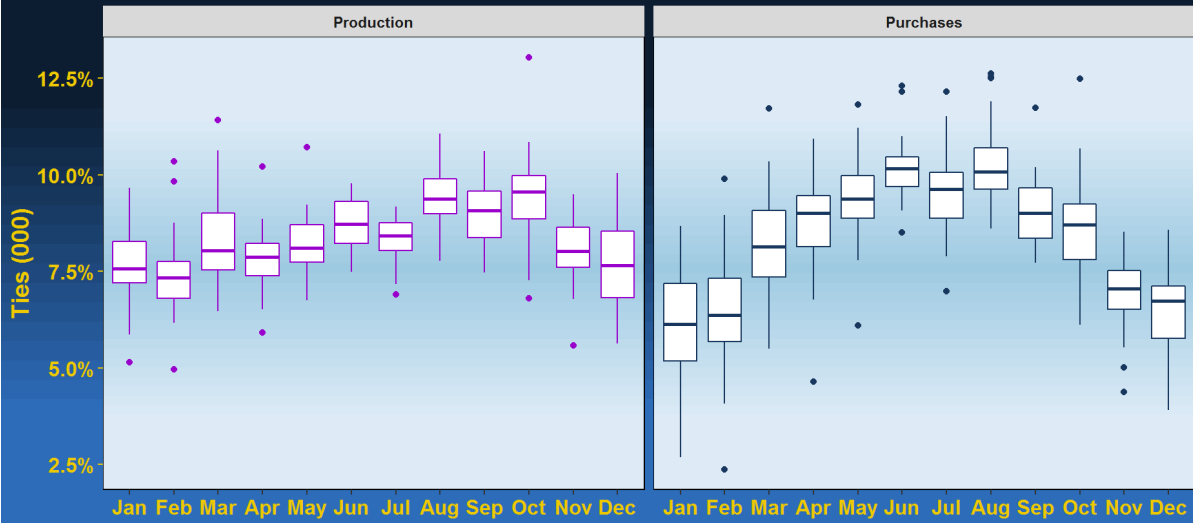 Production
Purchases
Ties (000)
12.5%
10.0%
7.5%
5.0%
2.5%
Jan Feb Mar Apr May Jun Jul Aug Sep Oct Nov Dec
Jan Feb Mar Apr May Jun Jul Aug Sep Oct Nov Dec